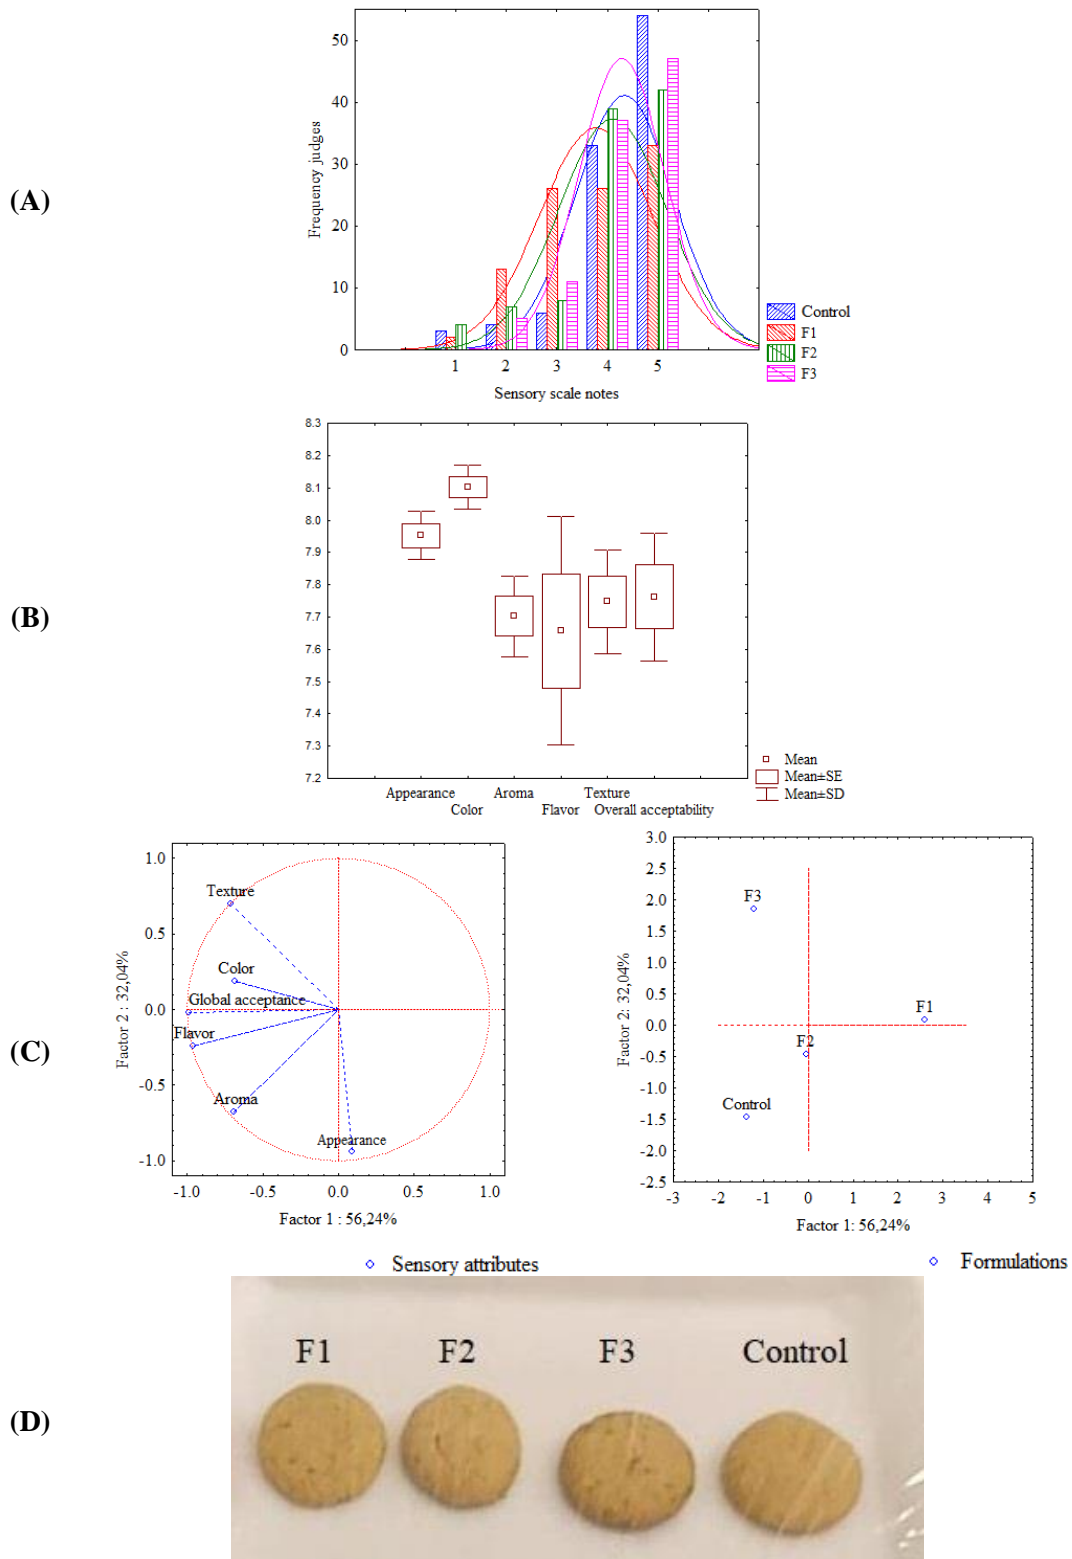 (A)
50
40
30
20
10
0
Frequency judges
1 2 3 4 5
Sensory scale notes
Control
F1
F2
F3
(B)
8.3
8.2
8.1
8.0
7.9
7.8
7.7
7.6
7.5
7.4
7.3
7.2
Appearance Aroma Texture
Color Flavor Overall acceptability
Mean
Mean±SE
Mean±SD
(C)
1.0
0.5
0.0
-0.5
-1.0
Factor 2 : 32,04%
Texture
Color
Global acceptance
Flavor
Aroma
Appearance
-1.0 -0.5 0.0 0.5 1.0
Factor 1 : 56,24%
Sensory attributes
3.0
2.5
2.0
1.5
1.0
0.5
0.0
-0.5
-1.0
-1.5
-2.0
-2.5
Factor 2: 32,04%
F3
F1
F2
Control
-3 -2 -1 0 1 2 3 4 5
Factor 1: 56,24%
Formulations
(D)
F1 F2 F3 Control